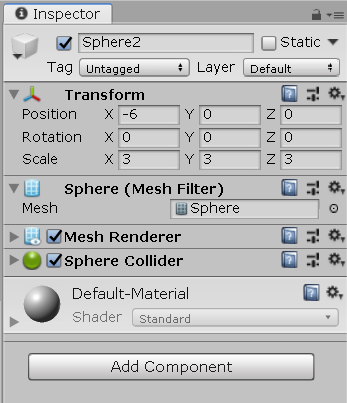 Inspector
Sphere2 Static
Tag Untagged Layer Default
Transform
Position X -6 Y 0 Z 0
Rotation X 0 Y 0 Z 0
Scale X 3 Y 3 Z 3
Sphere (Mesh Filter)
Mesh Sphere
Mesh Renderer
Sphere Collider
Default-Material
Shader Standard
Add Component